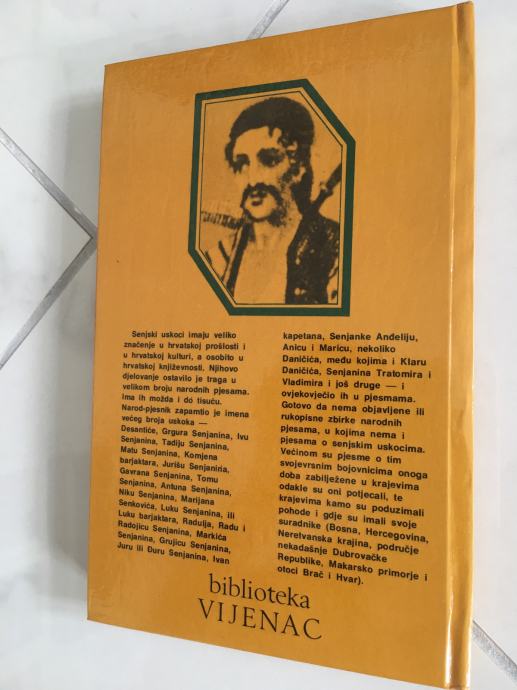 Senjski uskoci imaju veliko
značenje u hrvatskoj prošlosti i
u hrvatskoj kulturi, a osobito u
hrvatskoj književnosti. Njihovo
djelovanje ostavilo je traga u
velikom broju narodnih pjesama.
Ima ih možda i do tisuću.
Narod-pjesnik zapamtio je imena
većeg broja uskoka —
Desantiće, Grgura Senjanina, Ivu
Senjanina, Tadiju Senjanina,
Matu Senjanina, Komjena
barjaktara, Jurišu Senjanina,
Gavrana Senjanina, Tomu
Senjanina, Antuna Senjanina,
Niku Senjanina, Marijana
Senkovića, Luku Senjanina, ili
Luku barjaktara, Radulja, Radu i
Radojicu Senjanina, Markića
Senjanina, Grujicu Senjanina,
Juru ili Đuru Senjanina, Ivan
kapetana, Senjanke Anđeliju,
Anicu i Maricu, nekoliko
Daničića, među kojima i Klaru
Daničića, Senjanina Tratomira i
Vladimira i još druge — i
ovjekovječio ih u pjesmama.
Gotovo da nema objavljene ili
rukopisne zbirke narodnih
pjesama, u kojima nema i
pjesama o senjskim uskocima.
Većinom su pjesme o tim
svojevrsnim bojovnicima onoga
doba zabilježene u krajevima
odakle su oni potjecali, te
krajevima kamo su poduzimali
pohode i gdje su imali svoje
suradnike (Bosna, Hercegovina,
Neretvanska krajina, područje
nekadašnje Dubrovačke
Republike, Makarsko primorje i
otoci Brač i Hvar).
biblioteka
VIJENAC